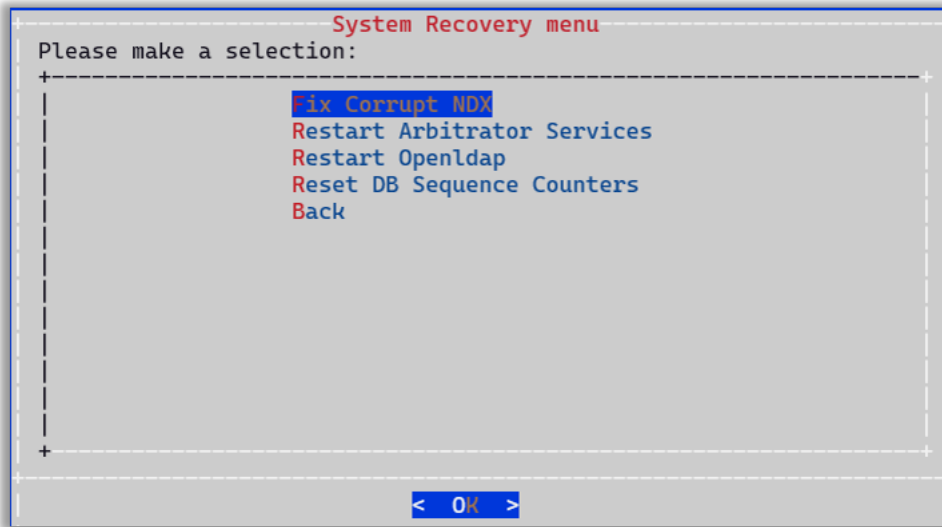 System Recovery menu
Please make a selection:
Fix Corrupt NDX
Restart Arbitrator Services
Restart Openldap
Reset DB Sequence Counters
Back
< OK >